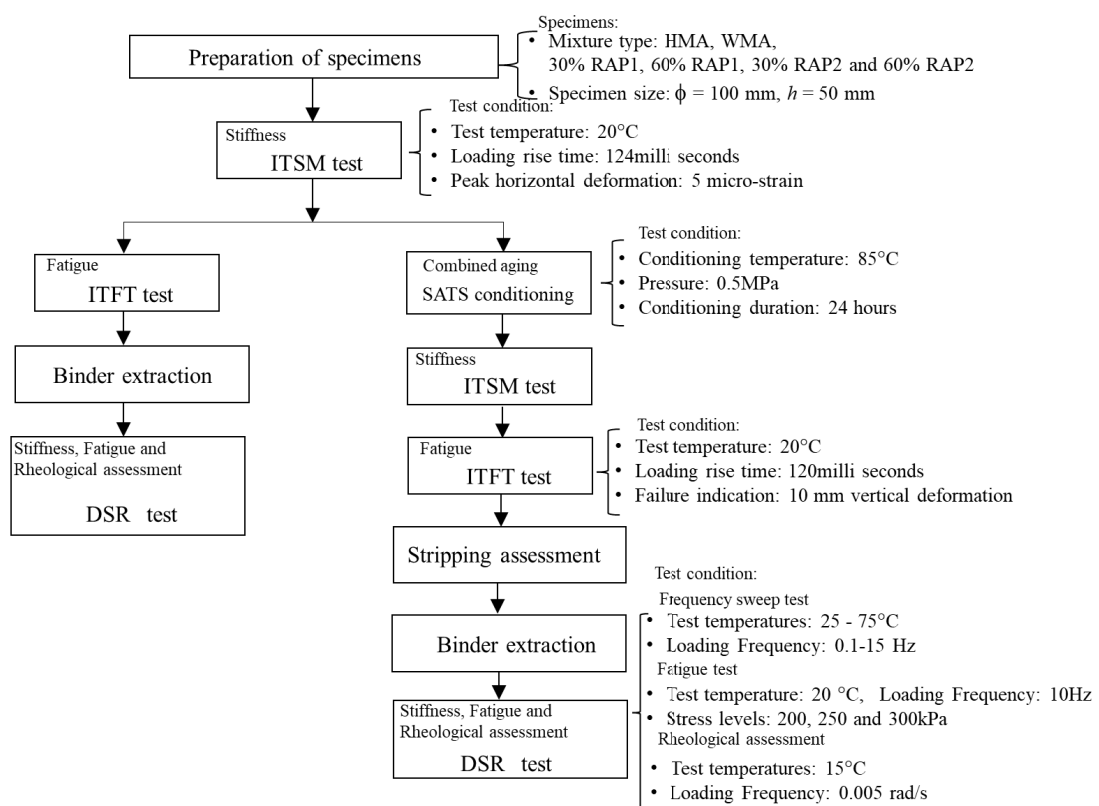 Specimens:
Preparation of specimens
• Mixture type: HMA, WMA,
30% RAP1, 60% RAP1, 30% RAP2 and 60% RAP2
• Specimen size: ϕ = 100 mm, h = 50 mm
Stiffness
ITSM test
Test condition:
• Test temperature: 20°C
• Loading rise time: 124milli seconds
• Peak horizontal deformation: 5 micro-strain
Fatigue
ITFT test
Binder extraction
Stiffness, Fatigue and
Rheological assessment
DSR test
Combined aging
SATS conditioning
Test condition:
• Conditioning temperature: 85°C
• Pressure: 0.5MPa
• Conditioning duration: 24 hours
Stiffness
ITSM test
Fatigue
ITFT test
Test condition:
• Test temperature: 20°C
• Loading rise time: 120milli seconds
• Failure indication: 10 mm vertical deformation
Stripping assessment
Binder extraction
Stiffness, Fatigue and
Rheological assessment
DSR test
Test condition:
Frequency sweep test
• Test temperatures: 25 - 75°C
• Loading Frequency: 0.1-15 Hz
Fatigue test
• Test temperature: 20 °C, Loading Frequency: 10Hz
• Stress levels: 200, 250 and 300kPa
Rheological assessment
• Test temperatures: 15°C
• Loading Frequency: 0.005 rad/s